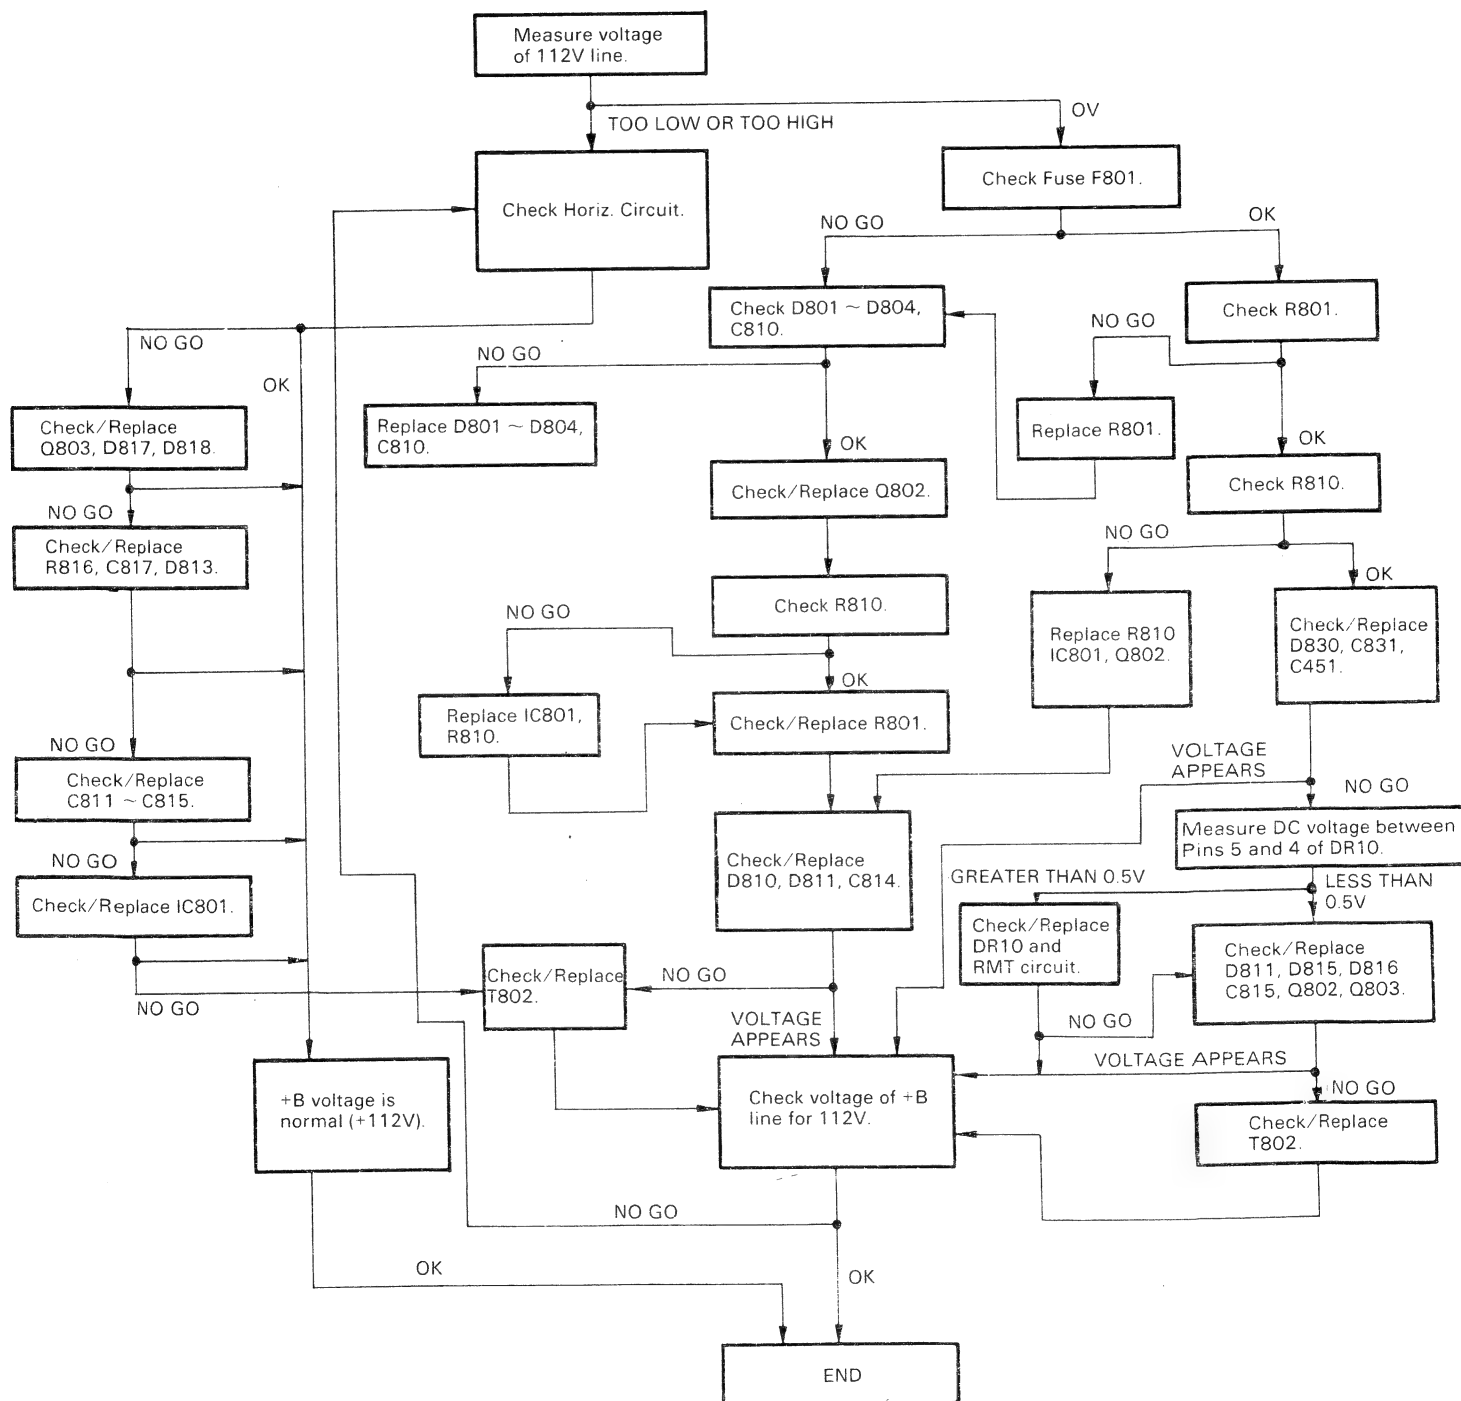 Measure voltage
of 112V line.
TOO LOW OR TOO HIGH
OV
Check Horiz. Circuit.
Check Fuse F801.
NO GO
OK
Check D801 ~ D804,
C810.
Check R801.
NO GO
NO GO
NO GO
OK
Check/Replace
Q803, D817, D818.
Replace D801 ~ D804,
C810.
Replace R801.
OK
OK
Check/Replace Q802.
Check R810.
NO GO
Check/Replace
R816, C817, D813.
NO GO
OK
Check R810.
NO GO
Replace R810
IC801, Q802.
Check/Replace
D830, C831,
C451.
OK
Replace IC801,
R810.
Check/Replace R801.
NO GO
VOLTAGE
APPEARS
NO GO
Check/Replace
C811 ~ C815.
Measure DC voltage between
Pins 5 and 4 of DR10.
NO GO
Check/Replace
D810, D811, C814.
GREATER THAN 0.5V
LESS THAN
0.5V
Check/Replace IC801.
Check/Replace
DR10 and
RMT circuit.
Check/Replace
D811, D815, D816
C815, Q802, Q803.
Check/Replace
T802.
NO GO
NO GO
NO GO
VOLTAGE
APPEARS
VOLTAGE APPEARS
NO GO
+B voltage is
normal (+112V).
Check voltage of +B
line for 112V.
Check/Replace
T802.
NO GO
OK
OK
END